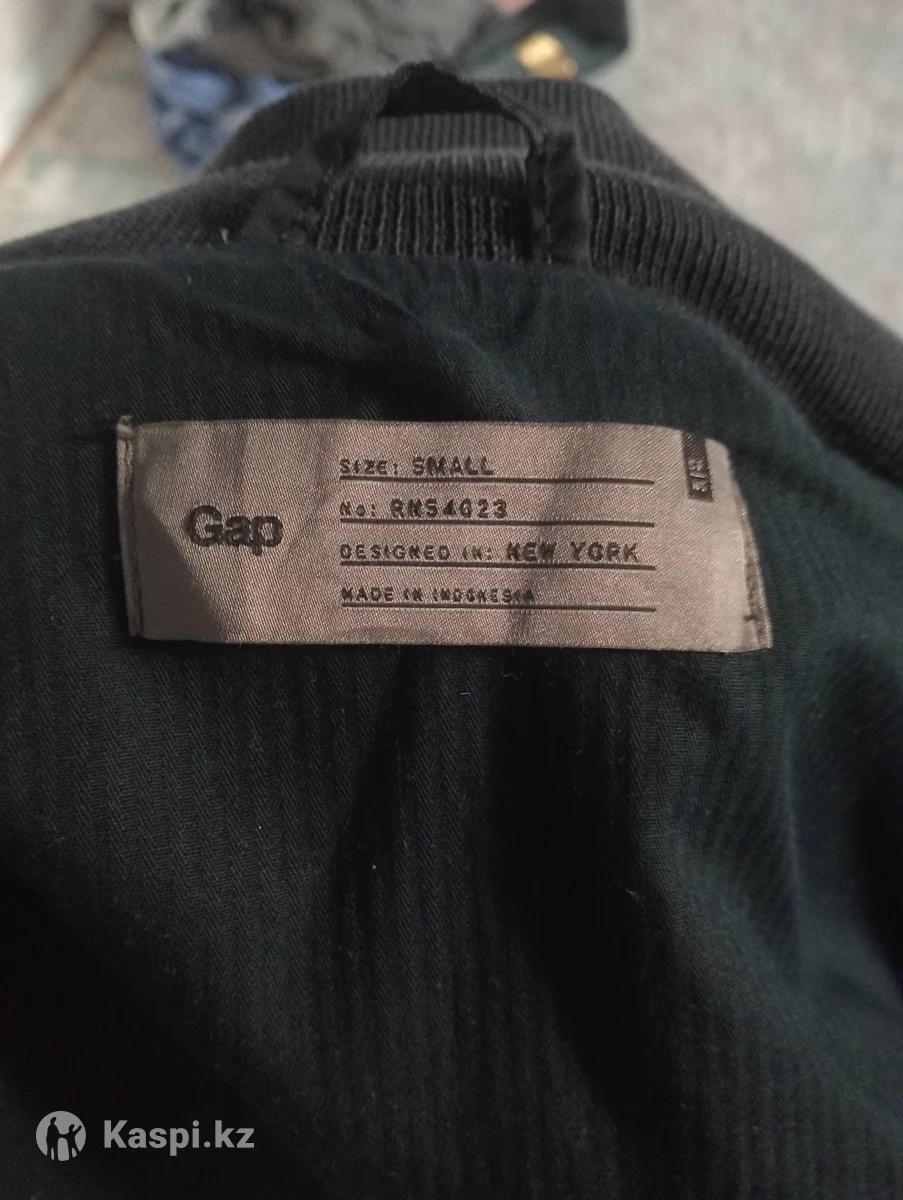 Gap
SIZE: SMALL
No: RN54023
DESIGNED IN: NEW YORK
MADE IN INDONESIA
Kaspi.kz